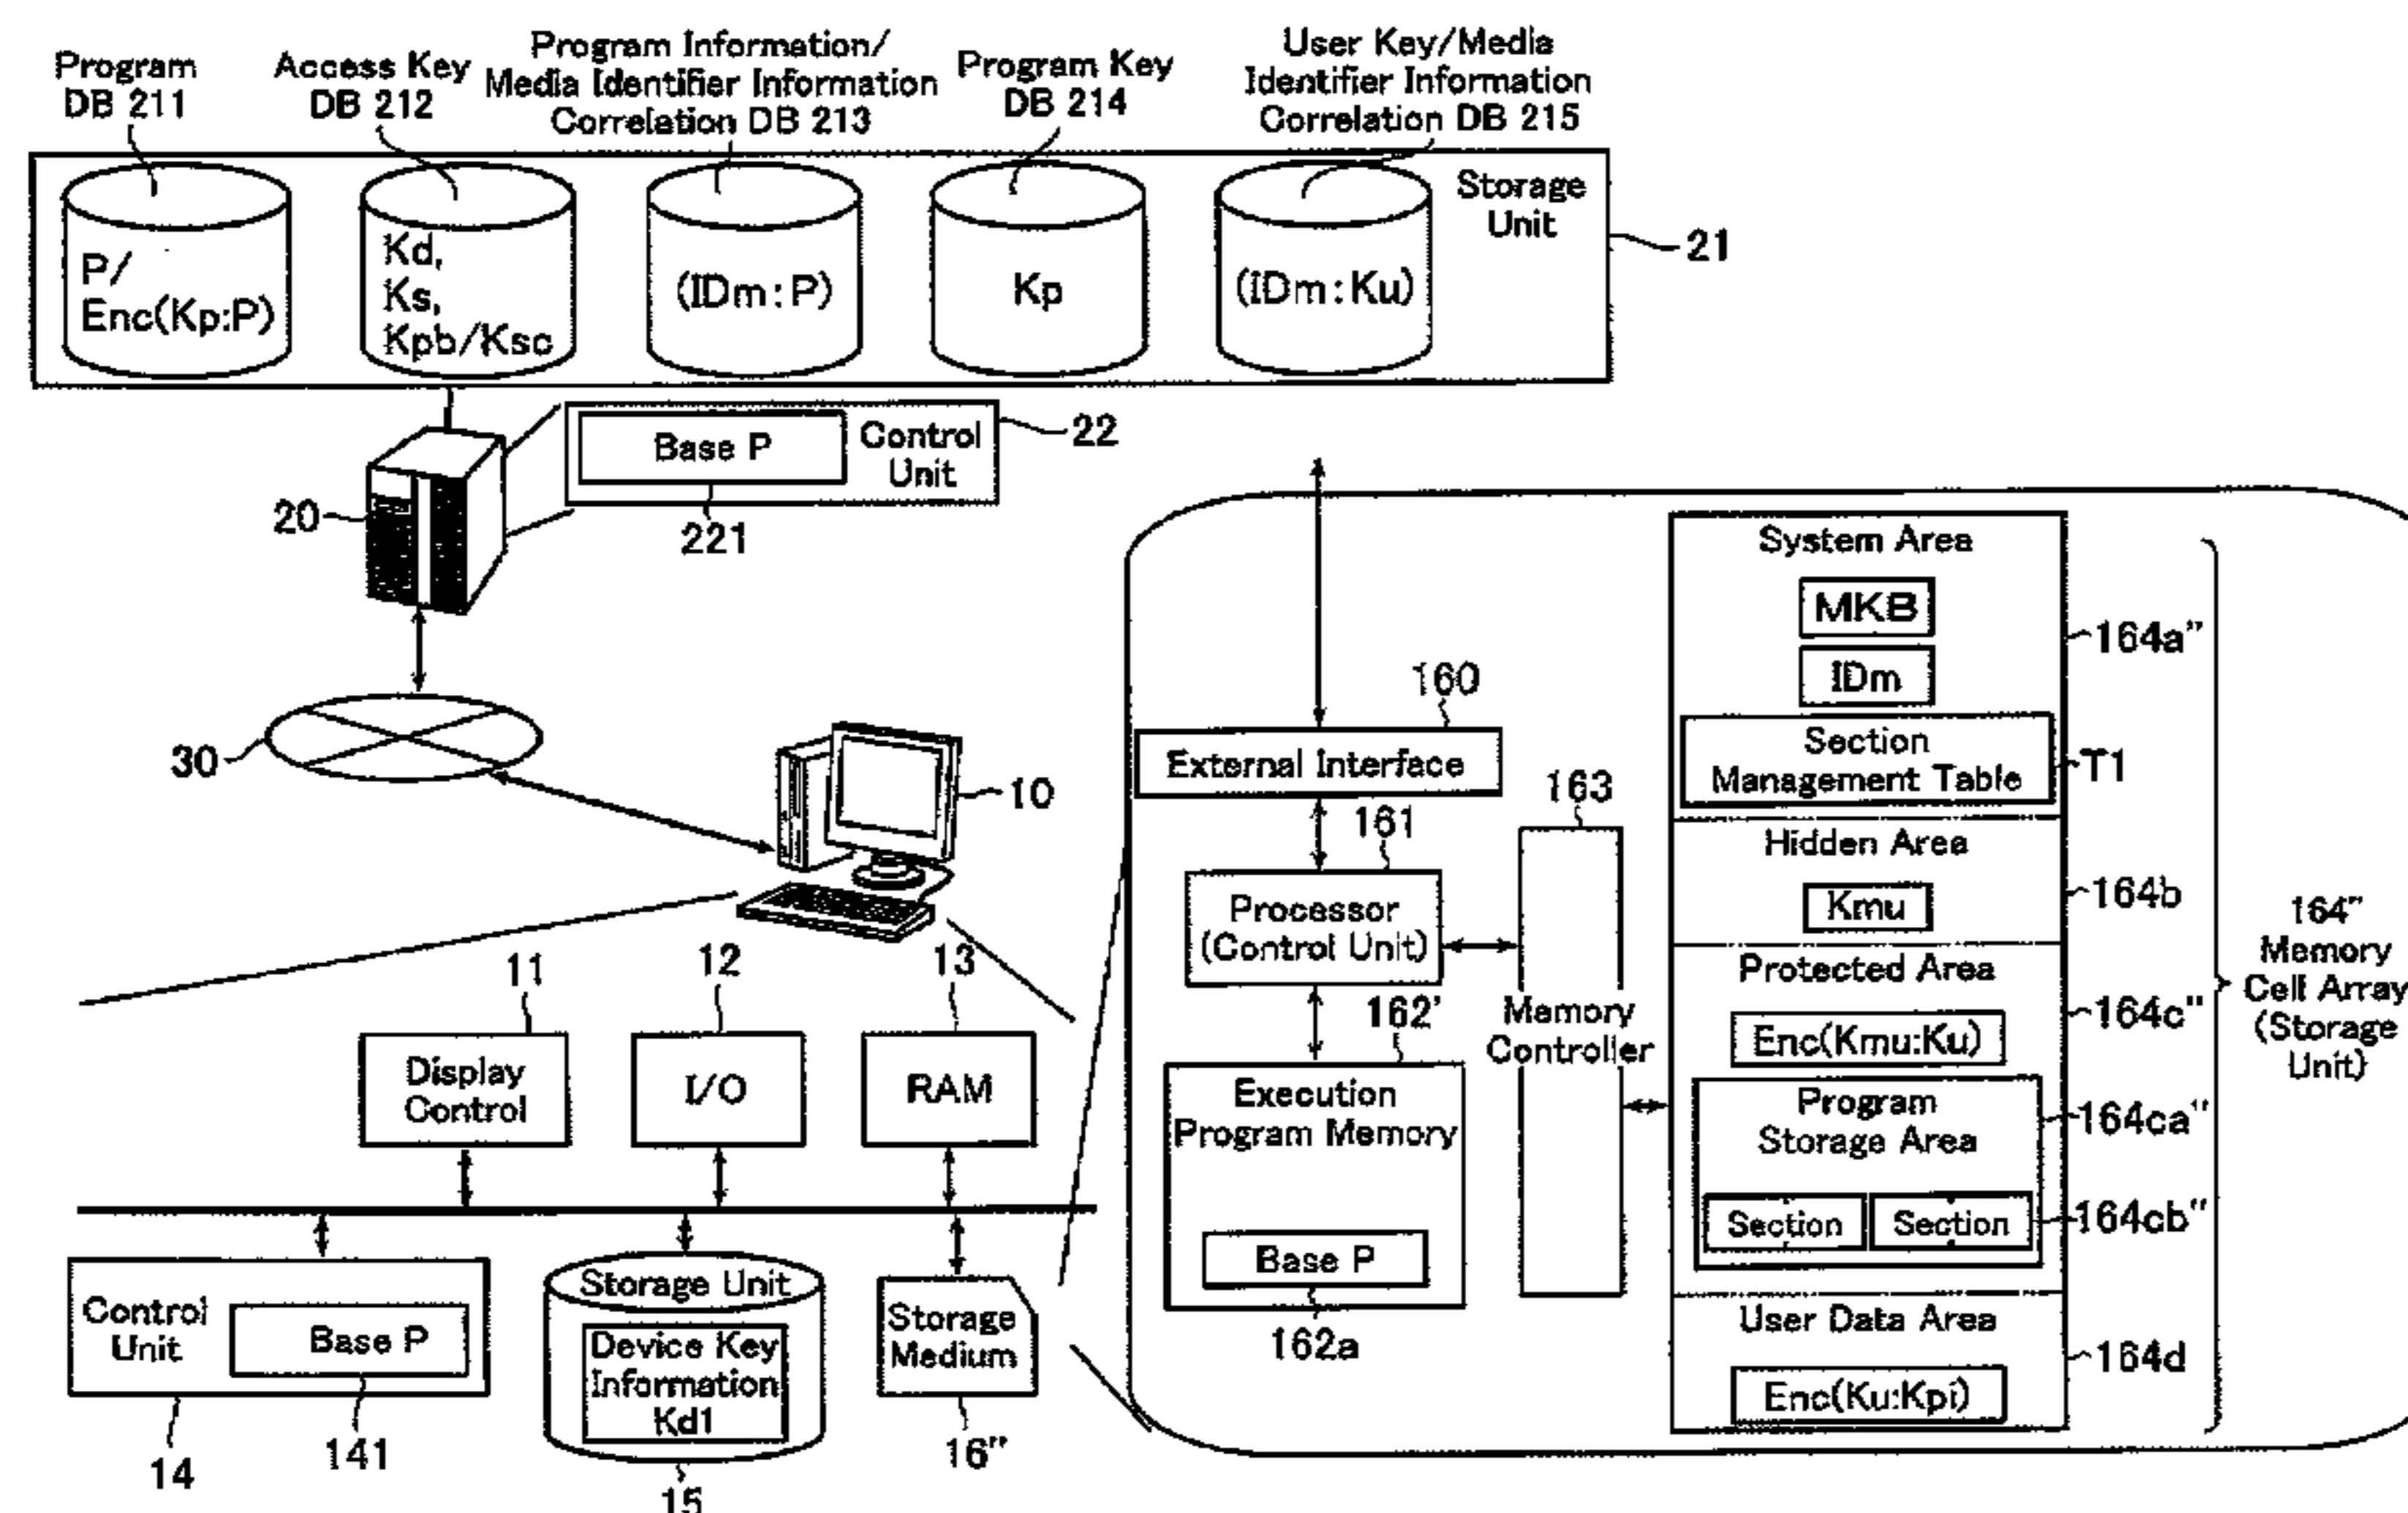 Program
DB 211
Access Key
DB 212
Program Information/
Media Identifier Information
Correlation DB 213
Program Key
DB 214
User Key/Media
Identifier Information
Correlation DB 215
P/
Enc(Kp:P)
Kd,
Ks,
Kpb/Ksc
(IDm:P)
Kp
(IDm:Ku)
Storage
Unit
21
Base P
Control
Unit
22
221
20
30
10
11
12
13
Display
Control
I/O
RAM
Control
Unit
Base P
14
141
Storage Unit
Device Key
Information
Kd1
15
Storage
Medium
16"
160
External Interface
161
Processor
(Control Unit)
162'
Execution
Program Memory
Base P
162a
163
Memory
Controller
System Area
MKB
IDm
164a"
Section
Management Table
T1
Hidden Area
Kmu
164b
Protected Area
Enc(Kmu:Ku)
164c"
Program
Storage Area
164ca"
Section
Section
164cb"
User Data Area
Enc(Ku:Kpi)
164d
164"
Memory
Cell Array
(Storage
Unit)